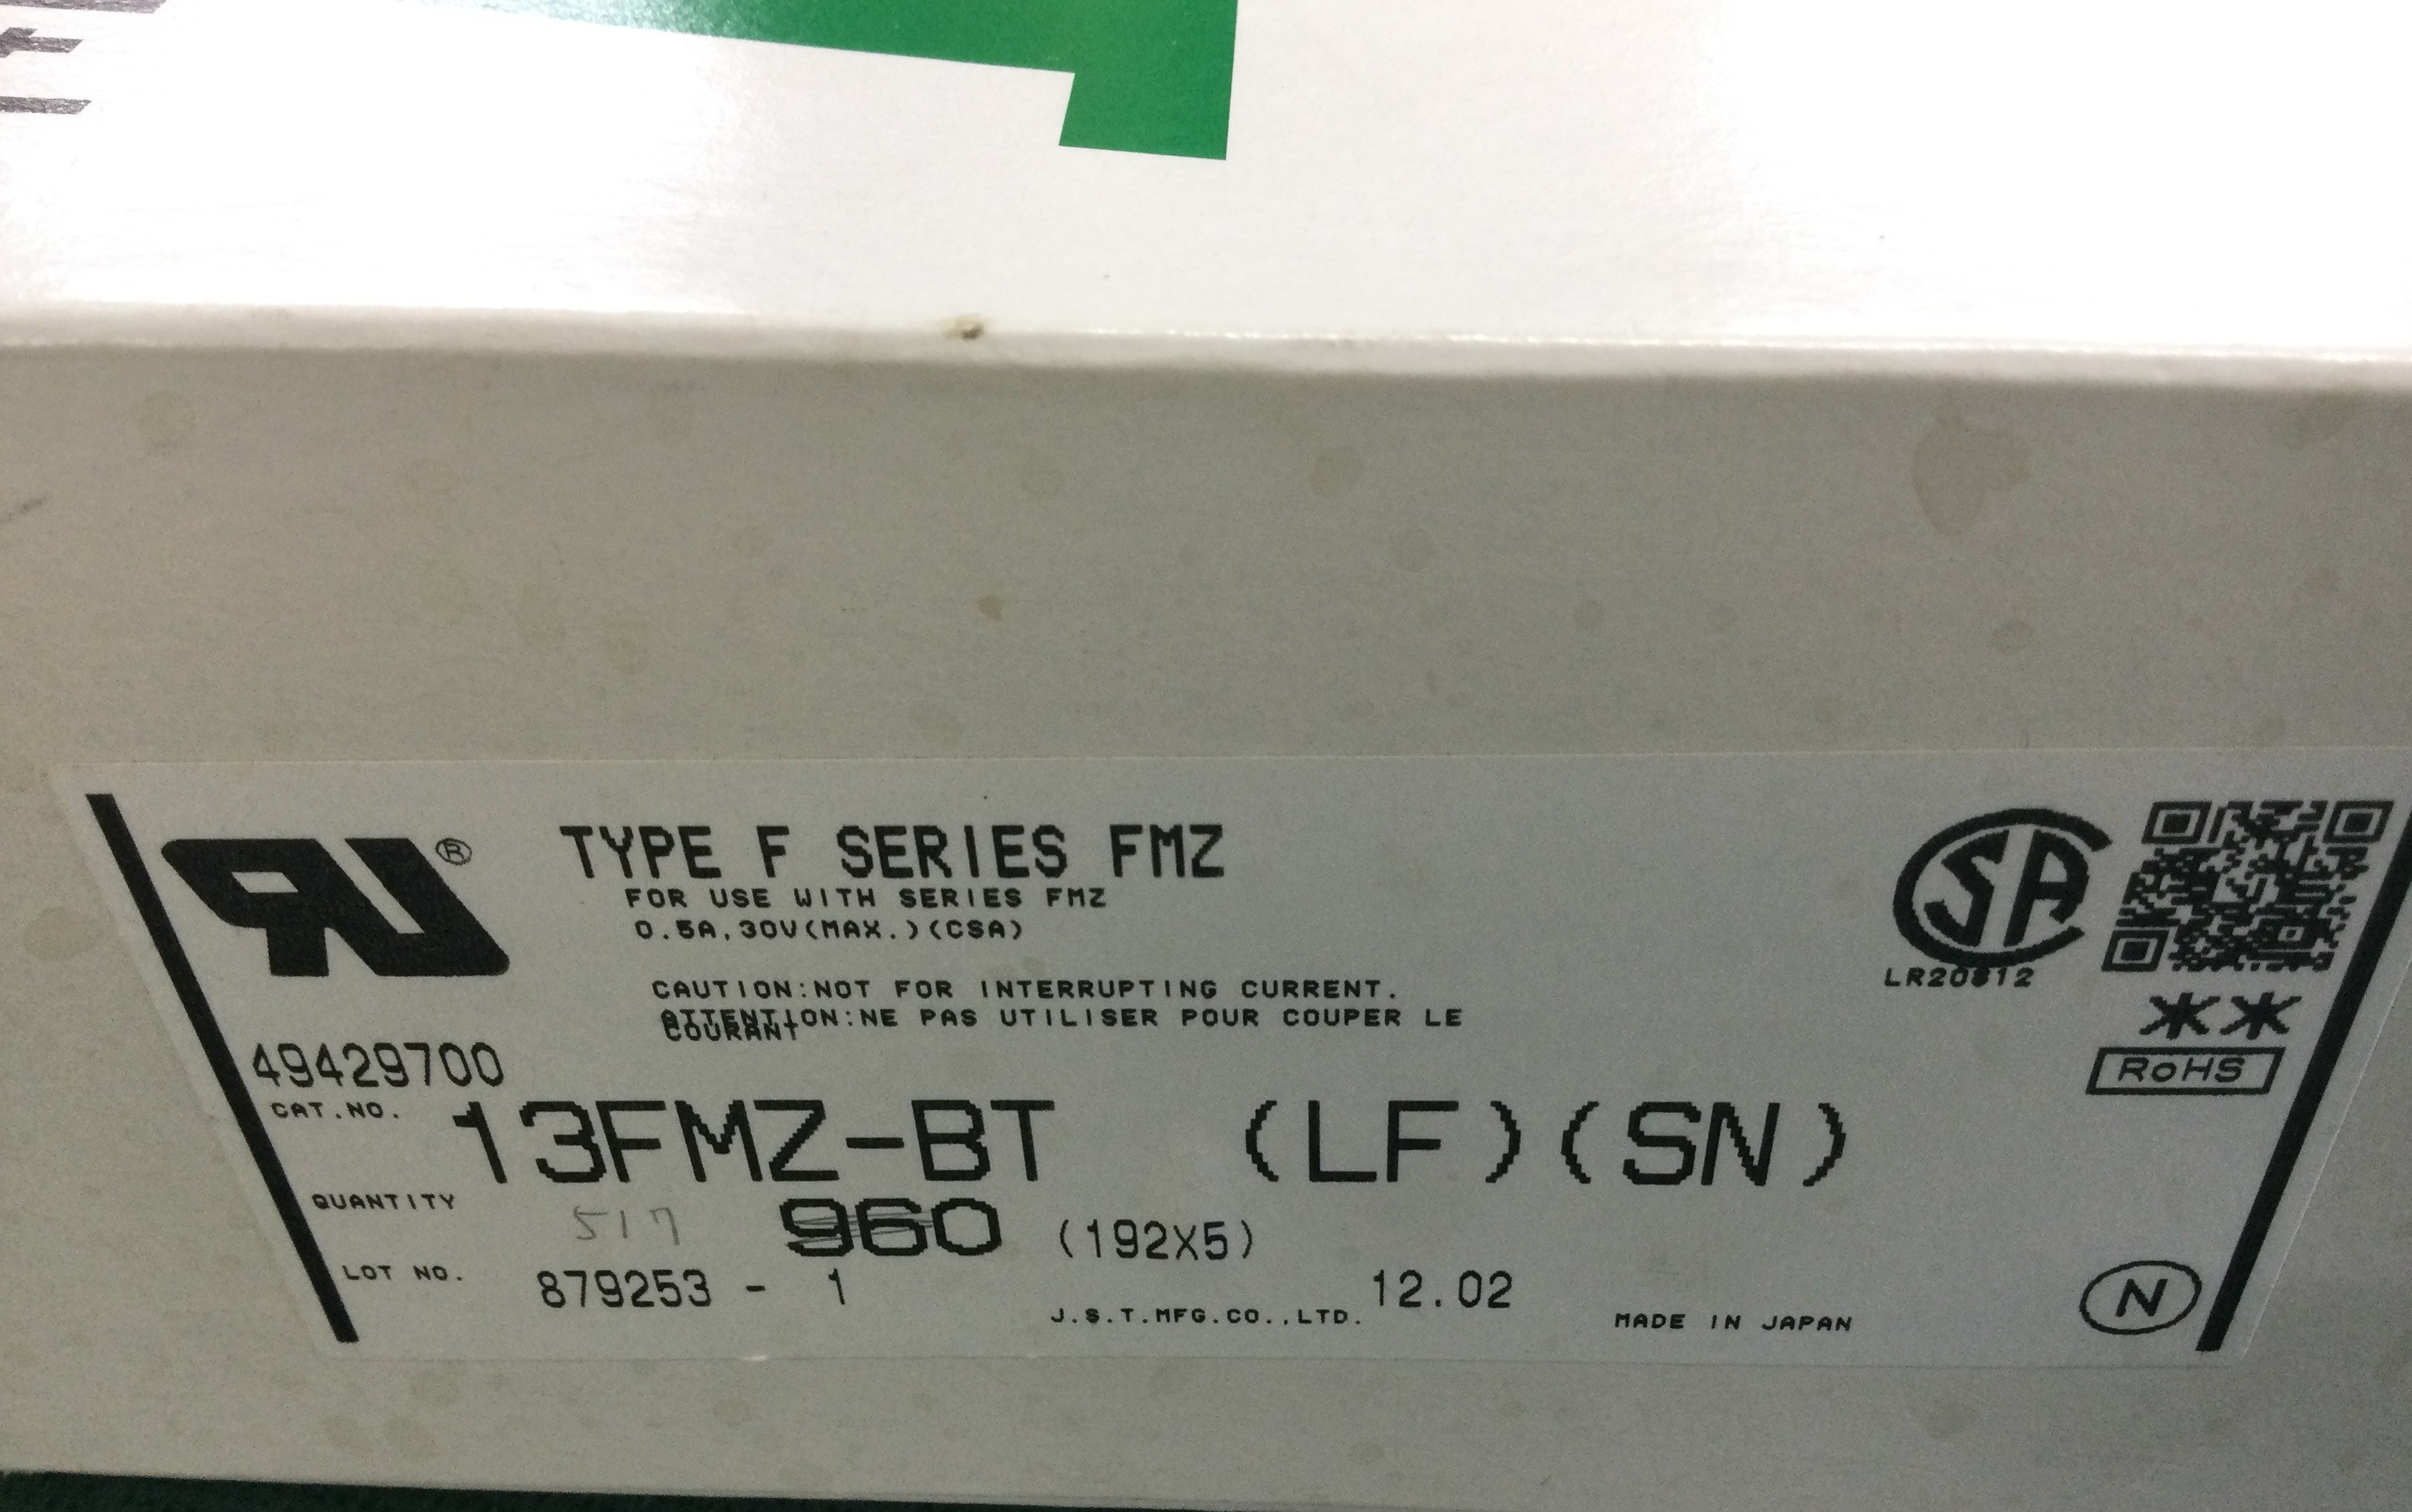 ®
TYPE F SERIES FMZ
FOR USE WITH SERIES FMZ
0.5A,30V(MAX.)(CSA)
LR20812
CAUTION:NOT FOR INTERRUPTING CURRENT.
ATTENTION:NE PAS UTILISER POUR COUPER LE
COURANT
**
RoHS
49429700
CAT.NO. 13FMZ-BT (LF)(SN)
QUANTITY 517 960 (192X5)
LOT NO. 879253 - 1 J.S.T.MFG.CO.,LTD. 12.02 MADE IN JAPAN N